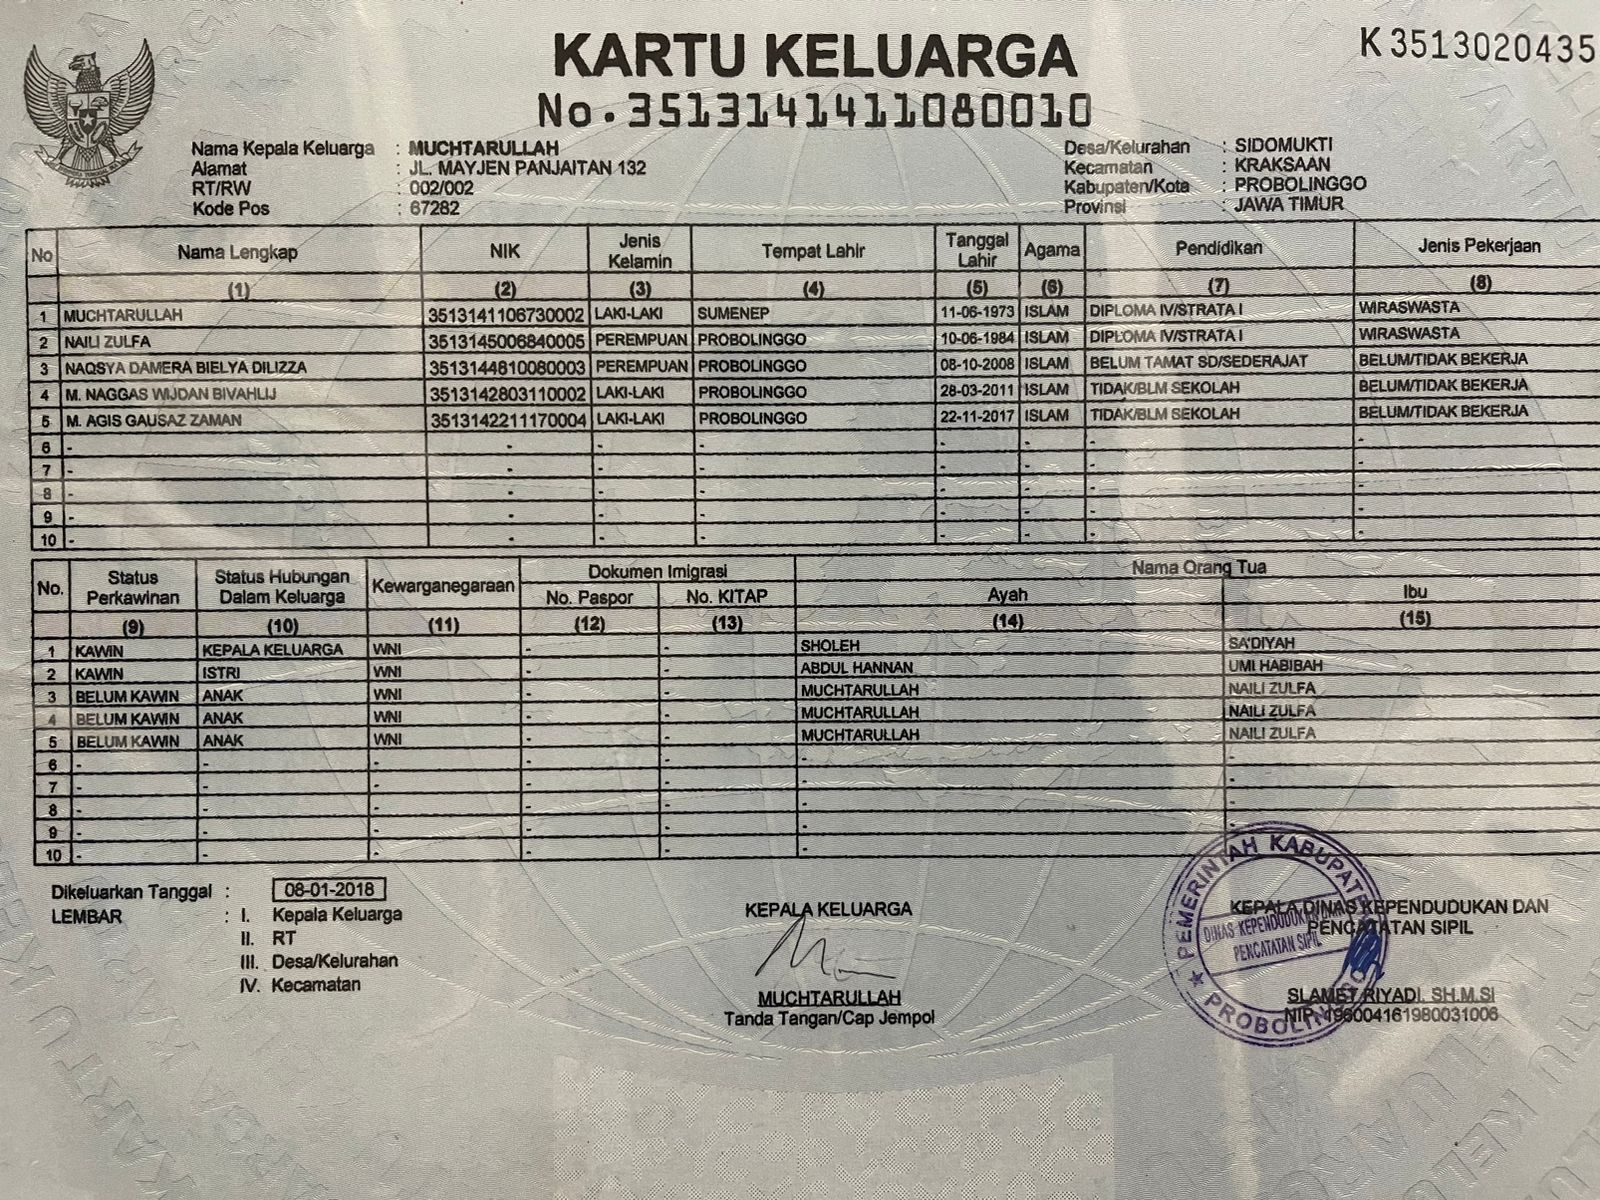 KARTU KELUARGA
K 3513020435
No. 3513141411080010
Nama Kepala Keluarga : MUCHTARULLAH
Alamat : JL. MAYJEN PANJAITAN 132
RT/RW : 002/002
Kode Pos : 67282
Desa/Kelurahan : SIDOMUKTI
Kecamatan : KRAKSAAN
Kabupaten/Kota : PROBOLINGGO
Provinsi : JAWA TIMUR
No Nama Lengkap NIK Jenis Kelamin Tempat Lahir Tanggal Lahir Agama Pendidikan Jenis Pekerjaan
(1) (2) (3) (4) (5) (6) (7) (8)
1 MUCHTARULLAH 3513141106730002 LAKI-LAKI SUMENEP 11-06-1973 ISLAM DIPLOMA IV/STRATA I WIRASWASTA
2 NAILI ZULFA 3513145006840005 PEREMPUAN PROBOLINGGO 10-06-1984 ISLAM DIPLOMA IV/STRATA I WIRASWASTA
3 NAQSYA DAMERA BIELYA DILIZZA 3513144810080003 PEREMPUAN PROBOLINGGO 08-10-2008 ISLAM BELUM TAMAT SD/SEDERAJAT BELUM/TIDAK BEKERJA
4 M. NAGGAS WIJDAN BIVAHLIJ 3513142803110002 LAKI-LAKI PROBOLINGGO 28-03-2011 ISLAM TIDAK/BLM SEKOLAH BELUM/TIDAK BEKERJA
5 M. AGIS GAUSAZ ZAMAN 3513142211170004 LAKI-LAKI PROBOLINGGO 22-11-2017 ISLAM TIDAK/BLM SEKOLAH BELUM/TIDAK BEKERJA
6 - - - - - - - -
7 - - - - - - - -
8 - - - - - - - -
9 - - - - - - - -
10 - - - - - - - -
No. Status Perkawinan Status Hubungan Dalam Keluarga Kewarganegaraan Dokumen Imigrasi Nama Orang Tua
No. Paspor No. KITAP Ayah Ibu
(9) (10) (11) (12) (13) (14) (15)
1 KAWIN KEPALA KELUARGA WNI - - SHOLEH SA'DIYAH
2 KAWIN ISTRI WNI - - ABDUL HANNAN UMI HABIBAH
3 BELUM KAWIN ANAK WNI - - MUCHTARULLAH NAILI ZULFA
4 BELUM KAWIN ANAK WNI - - MUCHTARULLAH NAILI ZULFA
5 BELUM KAWIN ANAK WNI - - MUCHTARULLAH NAILI ZULFA
6 - - - - - - -
7 - - - - - - -
8 - - - - - - -
9 - - - - - - -
10 - - - - - - -
Dikeluarkan Tanggal : 08-01-2018
LEMBAR : I. Kepala Keluarga
II. RT
III. Desa/Kelurahan
IV. Kecamatan
KEPALA KELUARGA
MUCHTARULLAH
Tanda Tangan/Cap Jempol
KEPALA DINAS KEPENDUDUKAN DAN
PENCATATAN SIPIL
SLAMET RIYADI, SH.M.SI
NIP. 196004161980031006
PEMERINTAH KABUPATEN
DINAS KEPENDUDUKAN DAN
PENCATATAN SIPIL
PROBOLINGGO